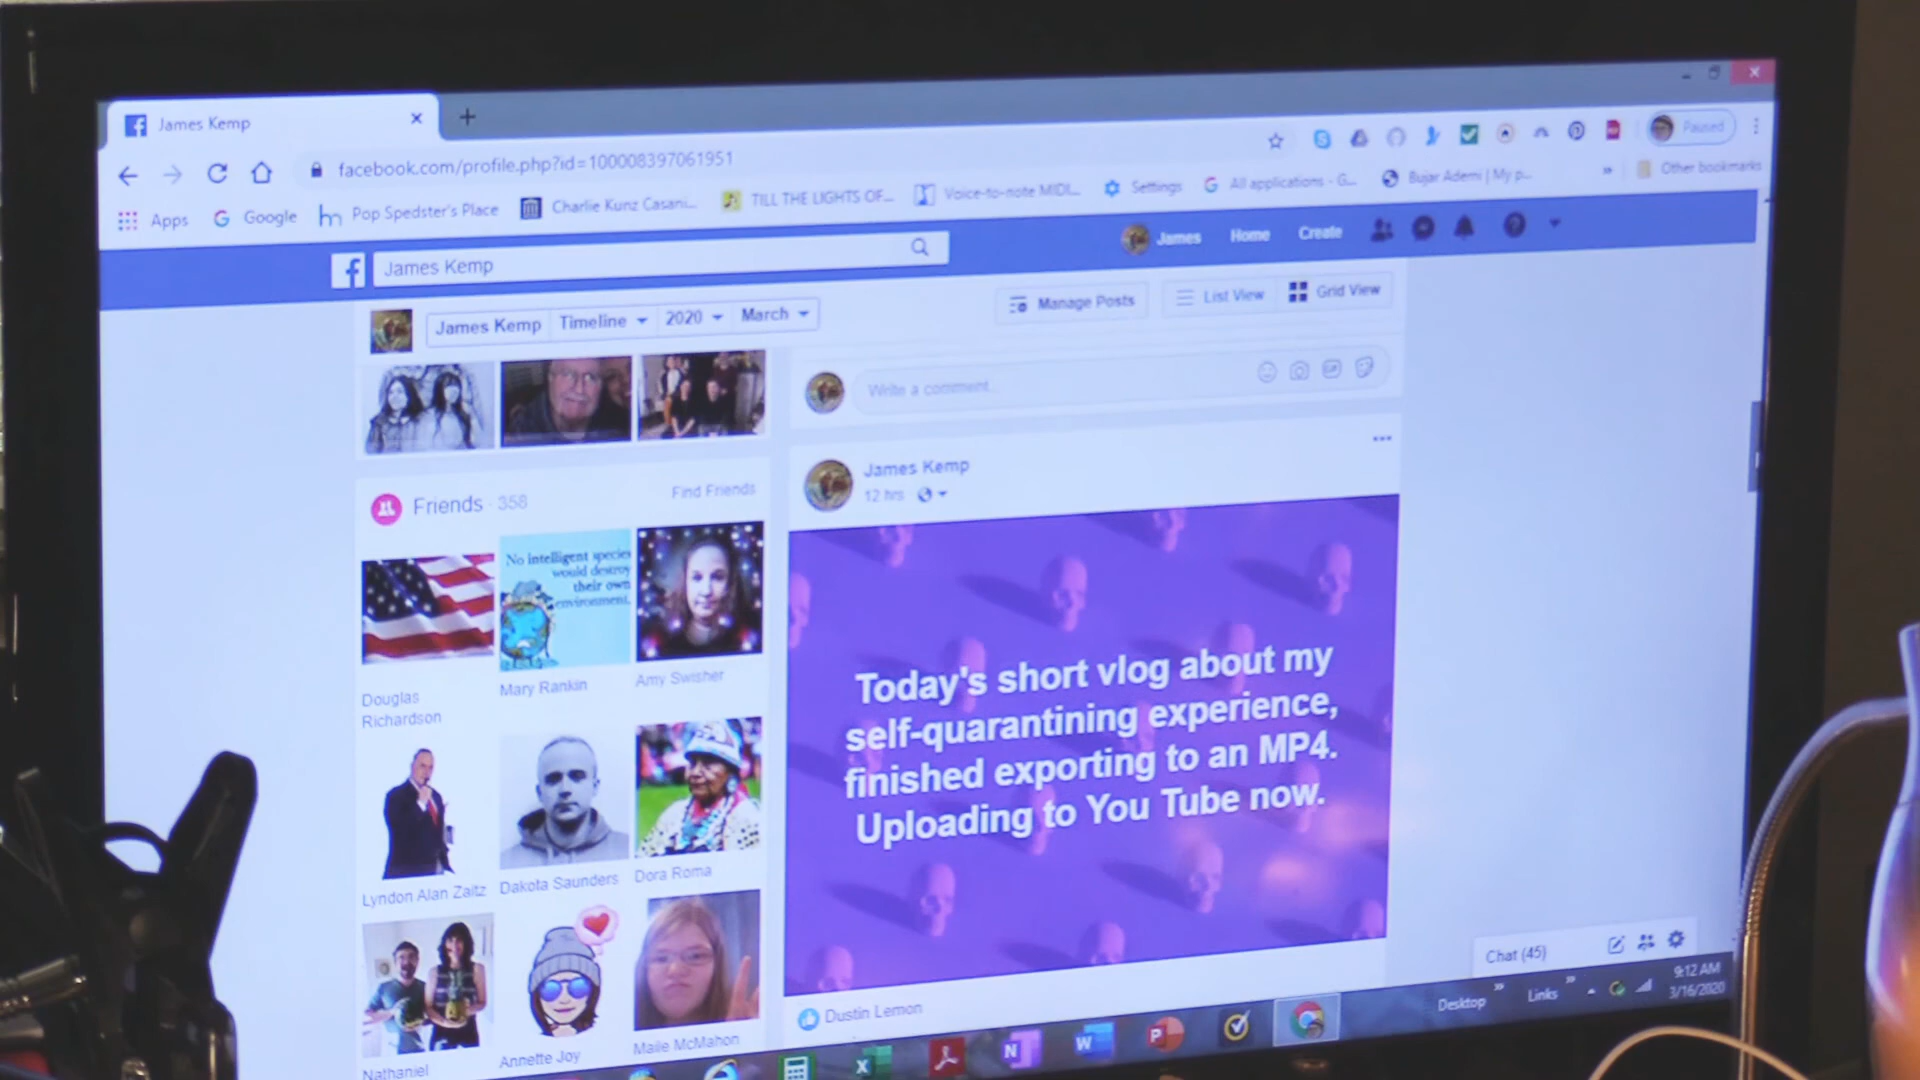 James Kemp
facebook.com/profile.php?id=100008397061951
Paused
Apps Google Pop Spedster's Place Charlie Kunz Casani... TILL THE LIGHTS OF... Voice-to-note MIDI... Settings All applications - G... Bujar Ademi | My p... » Other bookmarks
James Kemp
James Home Create
James Kemp Timeline 2020 March
Manage Posts List View Grid View
Write a comment...
GIF
James Kemp
12 hrs
Friends · 358 Find Friends
No intelligent species
would destroy
their own
environment.
Douglas
Richardson
Mary Rankin
Amy Swisher
Lyndon Alan Zaitz
Dakota Saunders
Dora Roma
Nathaniel
Annette Joy
Maile McMahon
Today's short vlog about my
self-quarantining experience,
finished exporting to an MP4.
Uploading to You Tube now.
Dustin Lemon
Chat (45)
Desktop » Links »
9:12 AM
3/16/2020